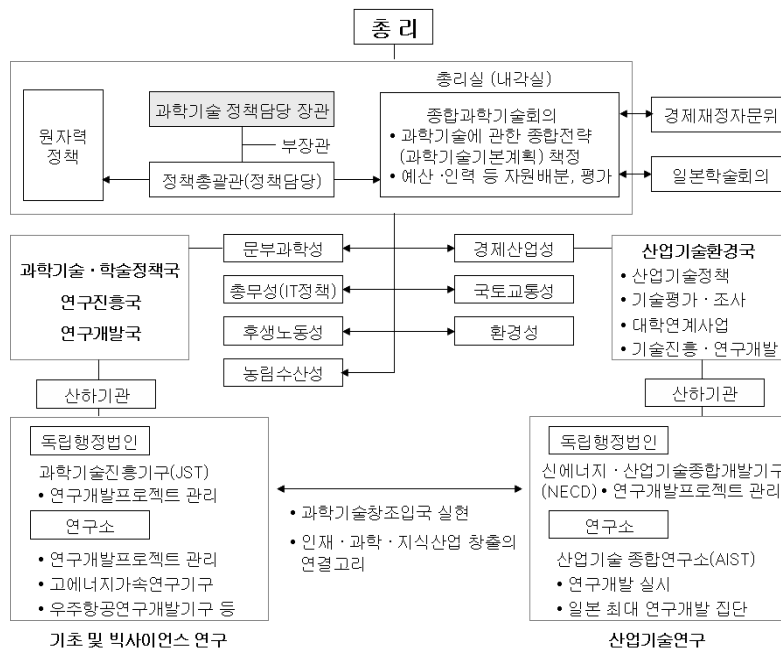 총 리
총리실 (내각실)
과학기술 정책담당 장관
부장관
정책총괄관(정책담당)
원자력
정책
종합과학기술회의
• 과학기술에 관한 종합전략
(과학기술기본계획) 책정
• 예산 ·인력 등 자원배분, 평가
경제재정자문위
일본학술회의
과학기술 · 학술정책국
연구진흥국
연구개발국
문부과학성
경제산업성
총무성(IT정책)
국토교통성
후생노동성
환경성
농림수산성
산업기술환경국
• 산업기술정책
• 기술평가 · 조사
• 대학연계사업
• 기술진흥 · 연구개발
산하기관
산하기관
독립행정법인
과학기술진흥기구(JST)
• 연구개발프로젝트 관리
연구소
• 연구개발프로젝트 관리
• 고에너지가속연구기구
• 우주항공연구개발기구 등
기초 및 빅사이언스 연구
• 과학기술창조입국 실현
• 인재 · 과학 · 지식산업 창출의
연결고리
독립행정법인
신에너지 · 산업기술종합개발기구
(NECD) • 연구개발프로젝트 관리
연구소
산업기술 종합연구소(AIST)
• 연구개발 실시
• 일본 최대 연구개발 집단
산업기술연구